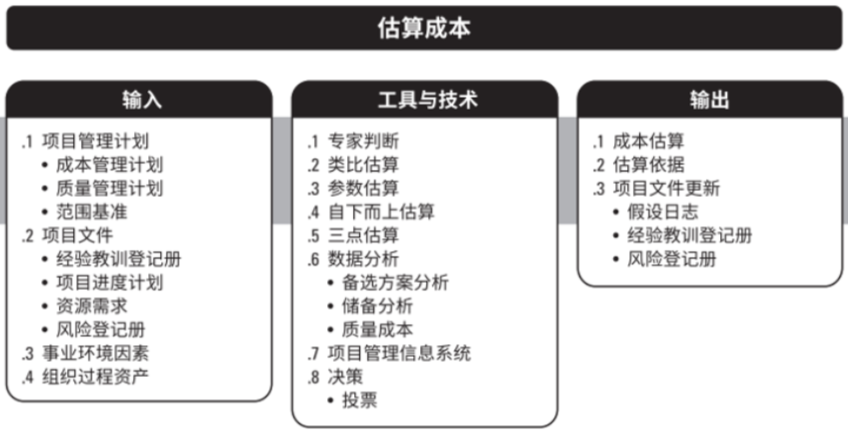 估算成本
输入
.1 项目管理计划
• 成本管理计划
• 质量管理计划
• 范围基准
.2 项目文件
• 经验教训登记册
• 项目进度计划
• 资源需求
• 风险登记册
.3 事业环境因素
.4 组织过程资产
工具与技术
.1 专家判断
.2 类比估算
.3 参数估算
.4 自下而上估算
.5 三点估算
.6 数据分析
• 备选方案分析
• 储备分析
• 质量成本
.7 项目管理信息系统
.8 决策
• 投票
输出
.1 成本估算
.2 估算依据
.3 项目文件更新
• 假设日志
• 经验教训登记册
• 风险登记册